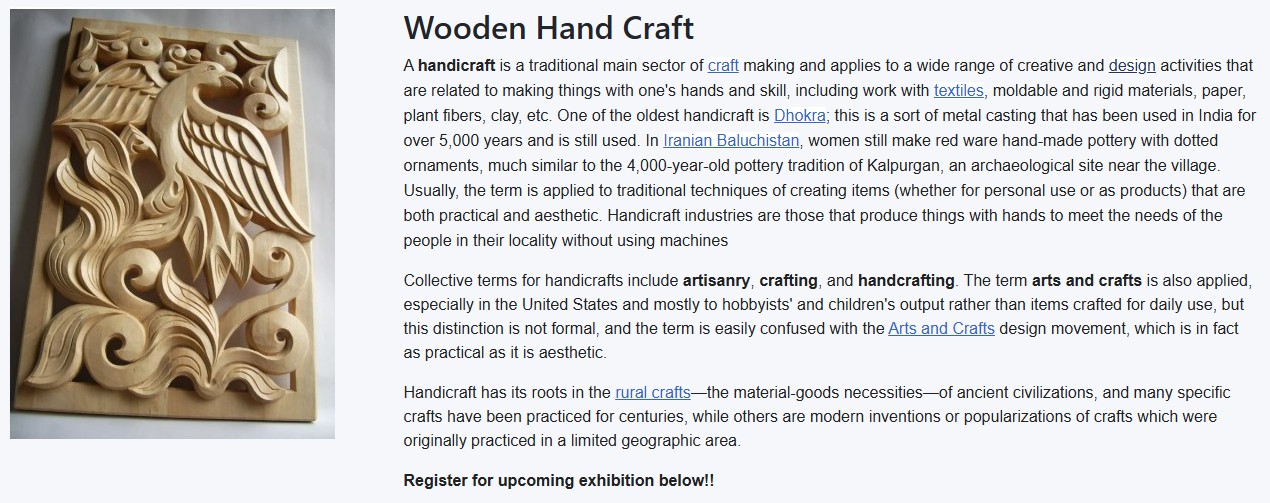 Wooden Hand Craft
A handicraft is a traditional main sector of craft making and applies to a wide range of creative and design activities that
are related to making things with one's hands and skill, including work with textiles, moldable and rigid materials, paper,
plant fibers, clay, etc. One of the oldest handicraft is Dhokra; this is a sort of metal casting that has been used in India for
over 5,000 years and is still used. In Iranian Baluchistan, women still make red ware hand-made pottery with dotted
ornaments, much similar to the 4,000-year-old pottery tradition of Kalpurgan, an archaeological site near the village.
Usually, the term is applied to traditional techniques of creating items (whether for personal use or as products) that are
both practical and aesthetic. Handicraft industries are those that produce things with hands to meet the needs of the
people in their locality without using machines
Collective terms for handicrafts include artisanry, crafting, and handcrafting. The term arts and crafts is also applied,
especially in the United States and mostly to hobbyists' and children's output rather than items crafted for daily use, but
this distinction is not formal, and the term is easily confused with the Arts and Crafts design movement, which is in fact
as practical as it is aesthetic.
Handicraft has its roots in the rural crafts—the material-goods necessities—of ancient civilizations, and many specific
crafts have been practiced for centuries, while others are modern inventions or popularizations of crafts which were
originally practiced in a limited geographic area.
Register for upcoming exhibition below!!